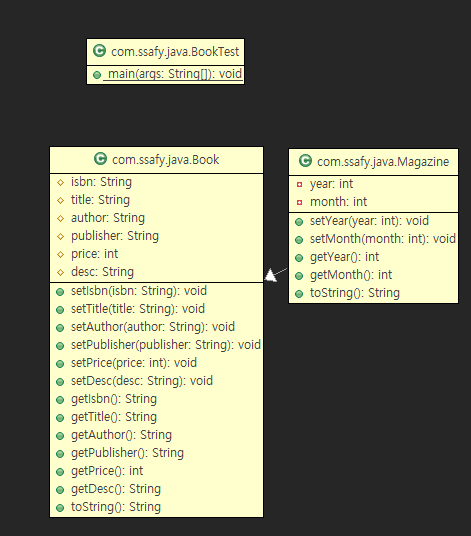 com.ssafy.java.BookTest
main(args: String[]): void
com.ssafy.java.Book
isbn: String
title: String
author: String
publisher: String
price: int
desc: String
setIsbn(isbn: String): void
setTitle(title: String): void
setAuthor(author: String): void
setPublisher(publisher: String): void
setPrice(price: int): void
setDesc(desc: String): void
getIsbn(): String
getTitle(): String
getAuthor(): String
getPublisher(): String
getPrice(): int
getDesc(): String
toString(): String
com.ssafy.java.Magazine
year: int
month: int
setYear(year: int): void
setMonth(month: int): void
getYear(): int
getMonth(): int
toString(): String